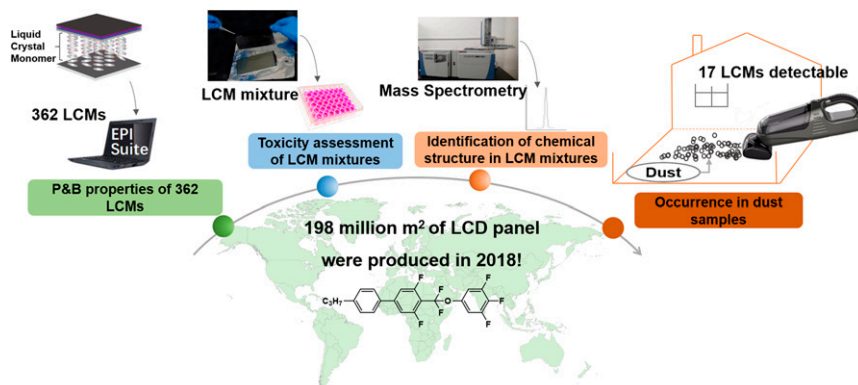 Liquid
Crystal
Monomer
362 LCMs
EPI
Suite
P&B properties of 362
LCMs
LCM mixture
Toxicity assessment
of LCM mixtures
Mass Spectrometry
Identification of chemical
structure in LCM mixtures
17 LCMs detectable
Dust
Occurrence in dust
samples
198 million m² of LCD panel
were produced in 2018!
C₃H₇
F
F
F
F
O
F
F
F